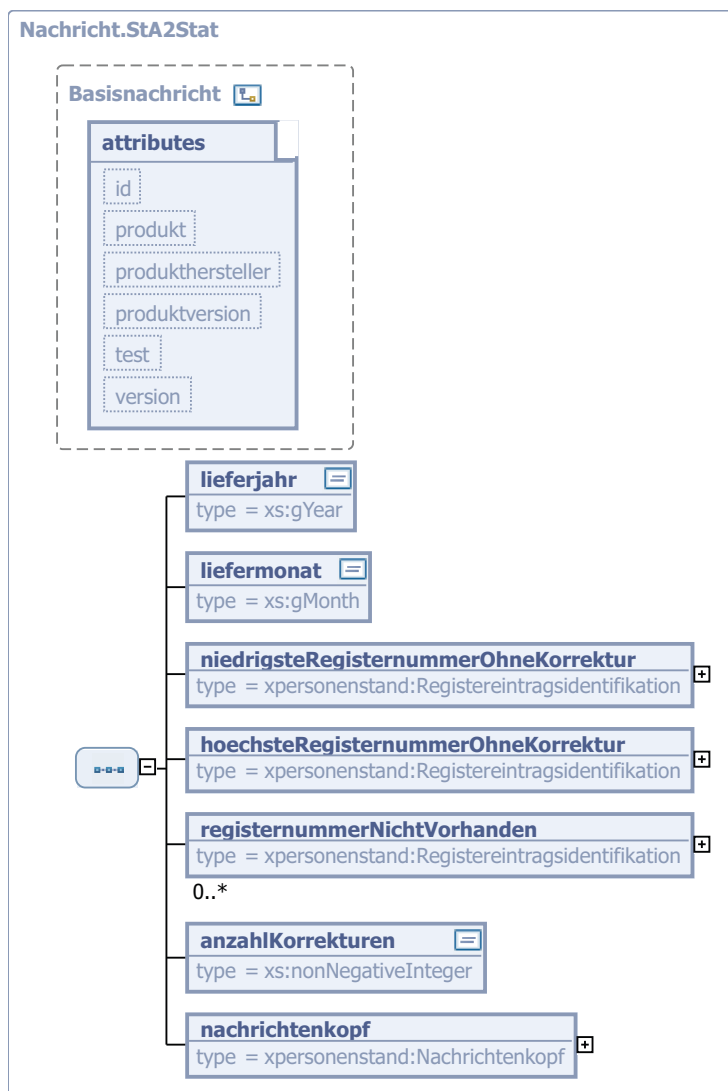 Nachricht.StA2Stat
Basisnachricht
attributes
id
produkt
produkthersteller
produktversion
test
version
lieferjahr
type = xs:gYear
liefermonat
type = xs:gMonth
niedrigsteRegisternummerOhneKorrektur
type = xpersonenstand:Registereintragsidentifikation
hoechsteRegisternummerOhneKorrektur
type = xpersonenstand:Registereintragsidentifikation
registernummerNichtVorhanden
type = xpersonenstand:Registereintragsidentifikation
0..*
anzahlKorrekturen
type = xs:nonNegativeInteger
nachrichtenkopf
type = xpersonenstand:Nachrichtenkopf